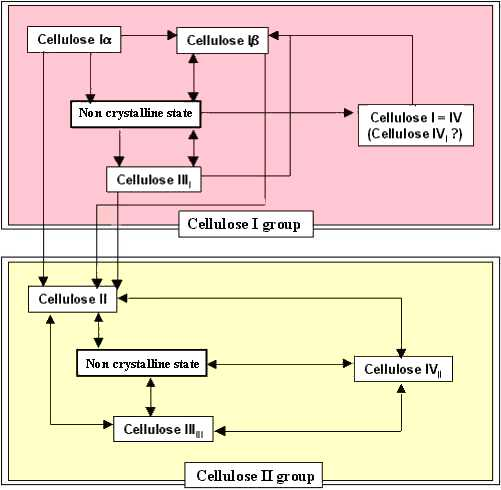 Cellulose Iα
Cellulose Iβ
Non crystalline state
Cellulose I = IV
(Cellulose IVI ?)
Cellulose IIII
Cellulose I group
Cellulose II
Non crystalline state
Cellulose IVII
Cellulose IIIII
Cellulose II group